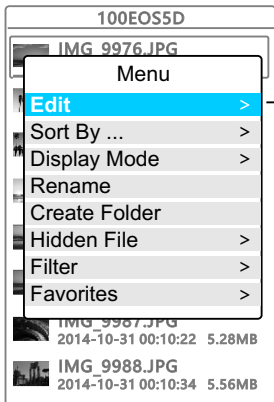 100EOS5D
IMG_9976.JPG
Menu
Edit >
Sort By ... >
Display Mode >
Rename
Create Folder
Hidden File >
Filter >
Favorites >
IMG_9987.JPG
2014-10-31 00:10:22 5.28MB
IMG_9988.JPG
2014-10-31 00:10:34 5.56MB